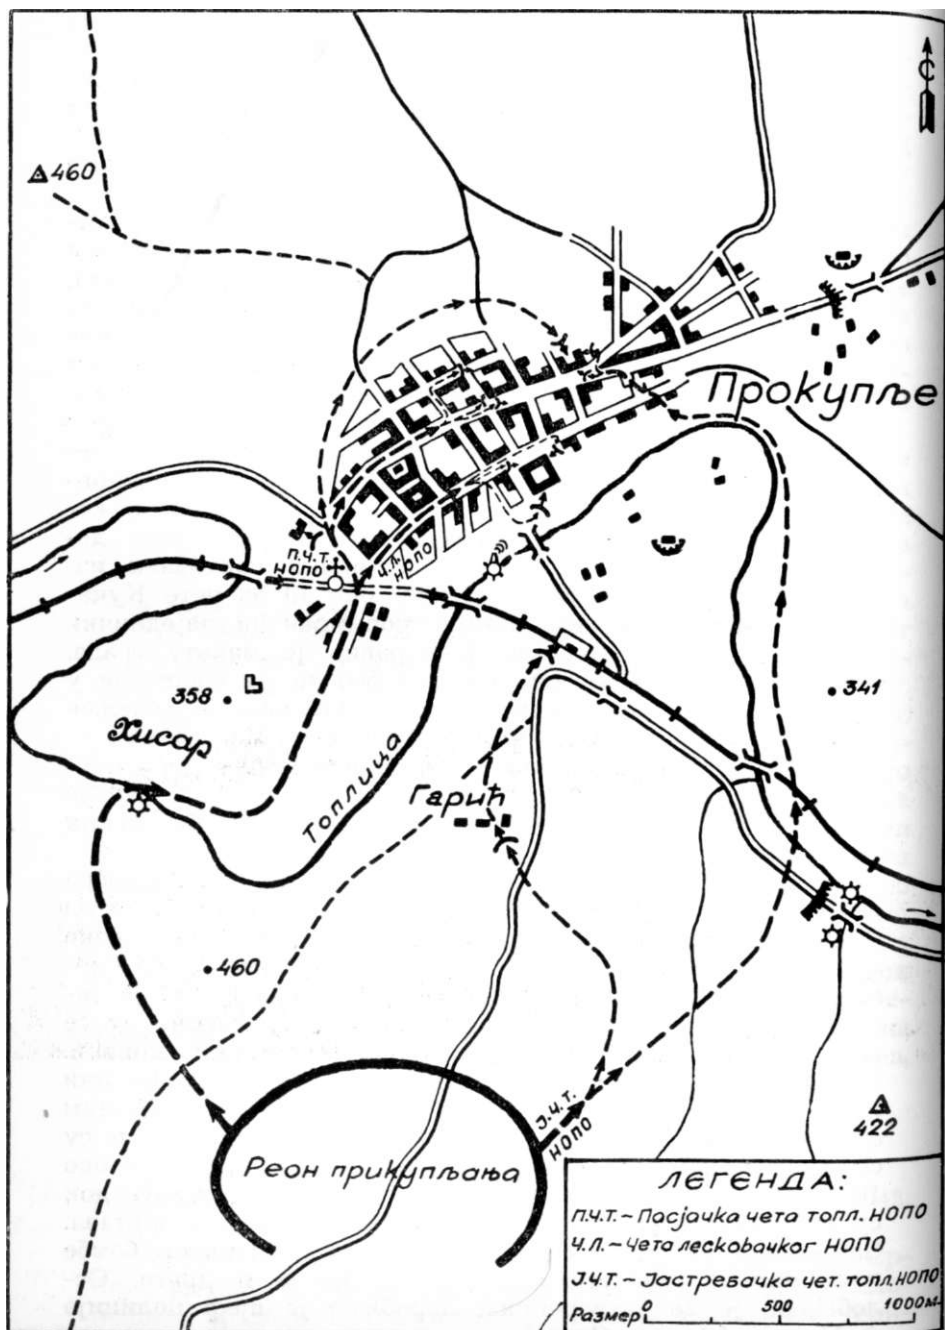 С
460
Прокупље
П.Ч.Т.
НОПО
Ч.Л.
НОПО
358
341
Хисар
Топлица
Гарић
460
422
Ј.Ч.Т.
НОПО
Реон прикупљања
ЛЕГЕНДА:
П.Ч.Т. – Пасјачка чета топл. НОПО
Ч.Л. – Чета лесковачког НОПО
Ј.Ч.Т. – Јастребачка чет. топл. НОПО
Размер 0 500 1000м.